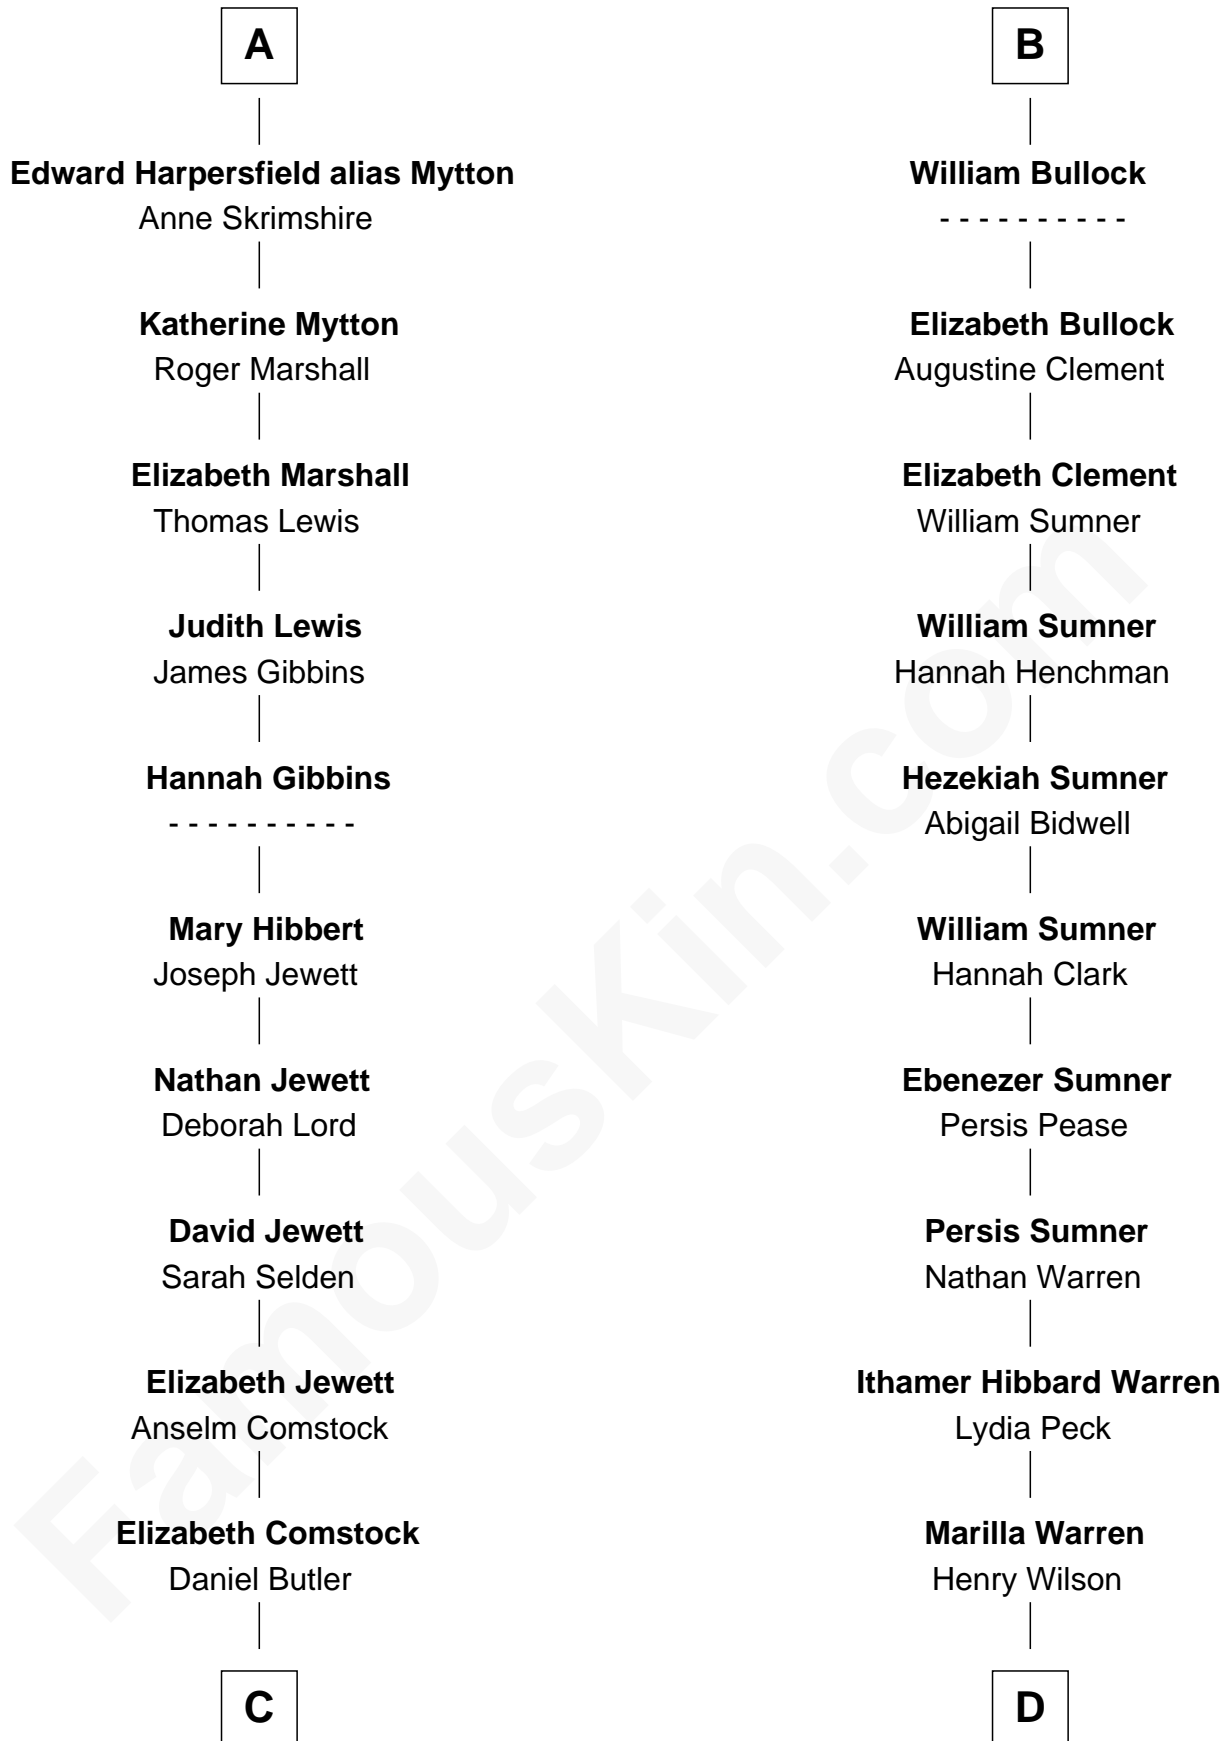 A
Edward Harpersfield alias Mytton
Anne Skrimshire
Katherine Mytton
Roger Marshall
Elizabeth Marshall
Thomas Lewis
Judith Lewis
James Gibbins
Hannah Gibbins
- - - - - - - - - -
Mary Hibbert
Joseph Jewett
Nathan Jewett
Deborah Lord
David Jewett
Sarah Selden
Elizabeth Jewett
Anselm Comstock
Elizabeth Comstock
Daniel Butler
C
B
William Bullock
- - - - - - - - - -
Elizabeth Bullock
Augustine Clement
Elizabeth Clement
William Sumner
William Sumner
Hannah Henchman
Hezekiah Sumner
Abigail Bidwell
William Sumner
Hannah Clark
Ebenezer Sumner
Persis Pease
Persis Sumner
Nathan Warren
Ithamer Hibbard Warren
Lydia Peck
Marilla Warren
Henry Wilson
D
FamousKin.com